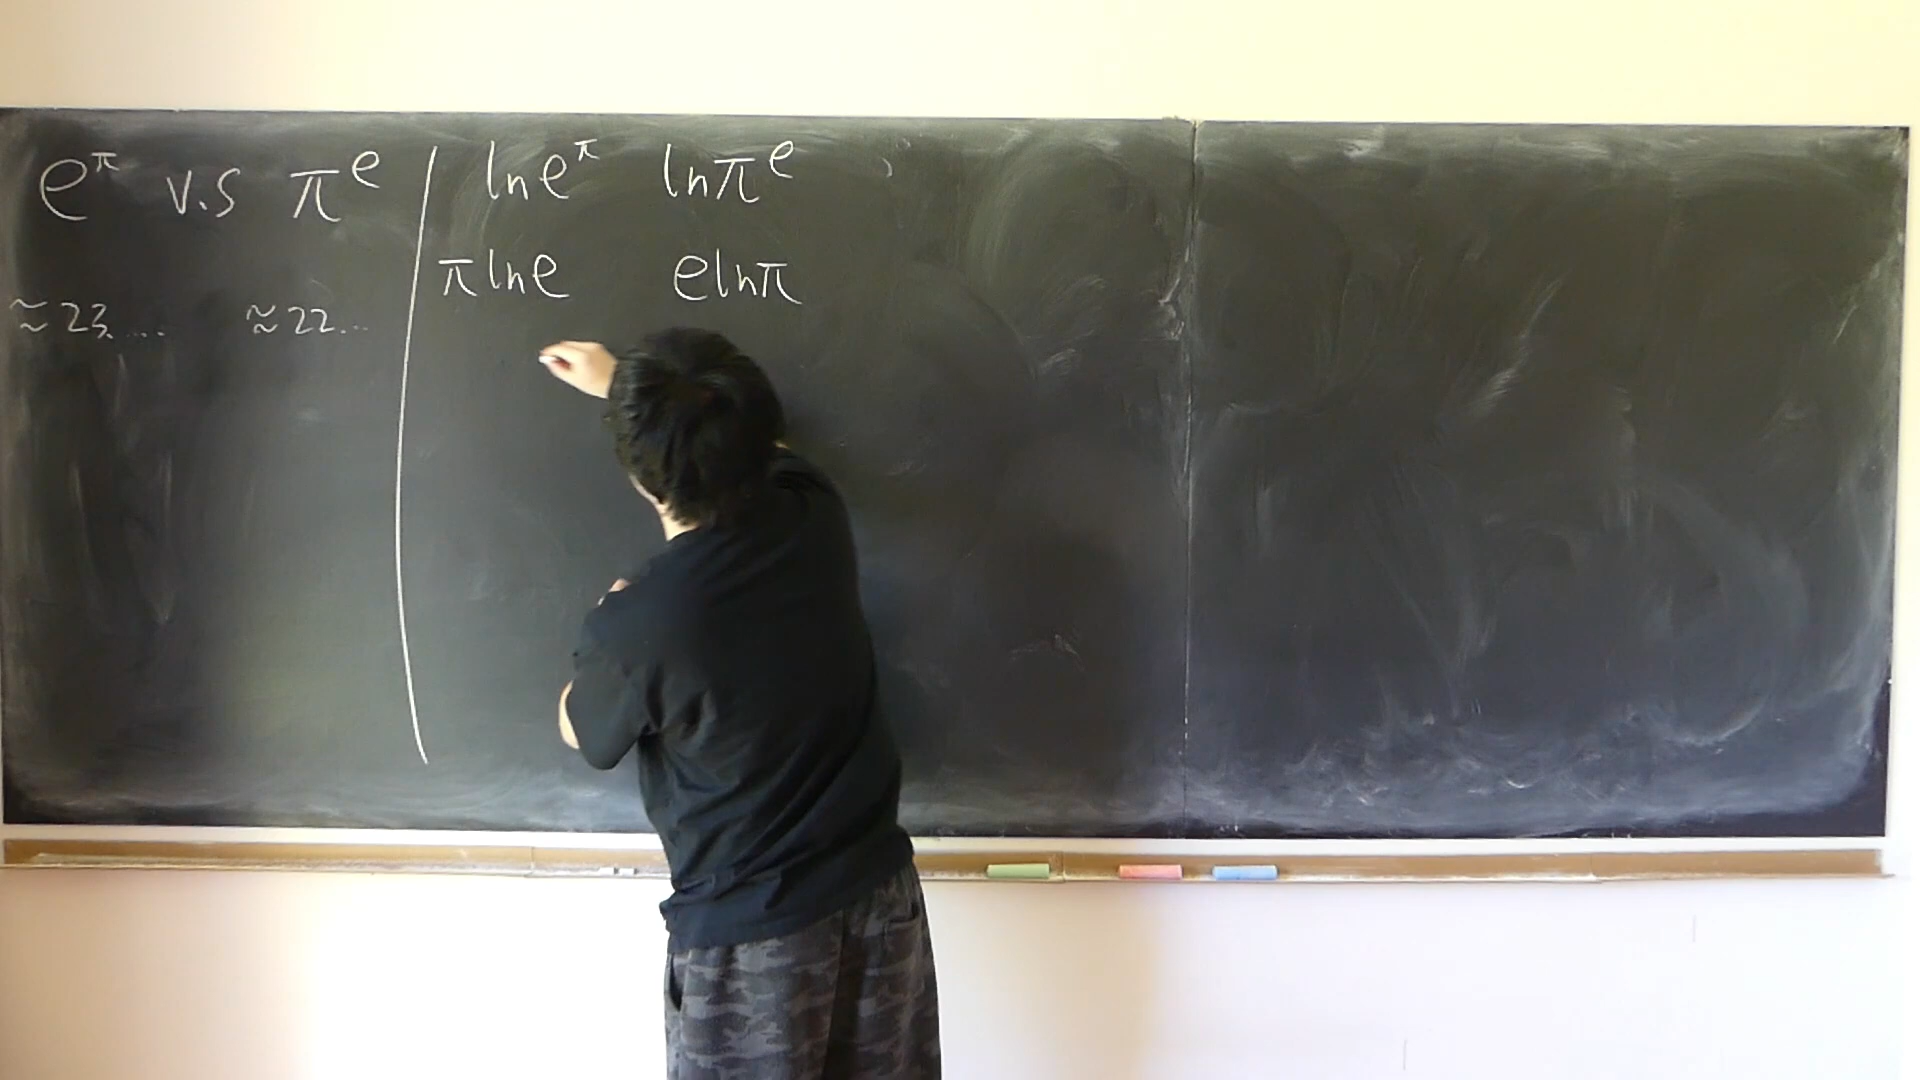 e^π v.s π^e
≈23.... ≈22...
ln e^π ln π^e
π ln e e ln π